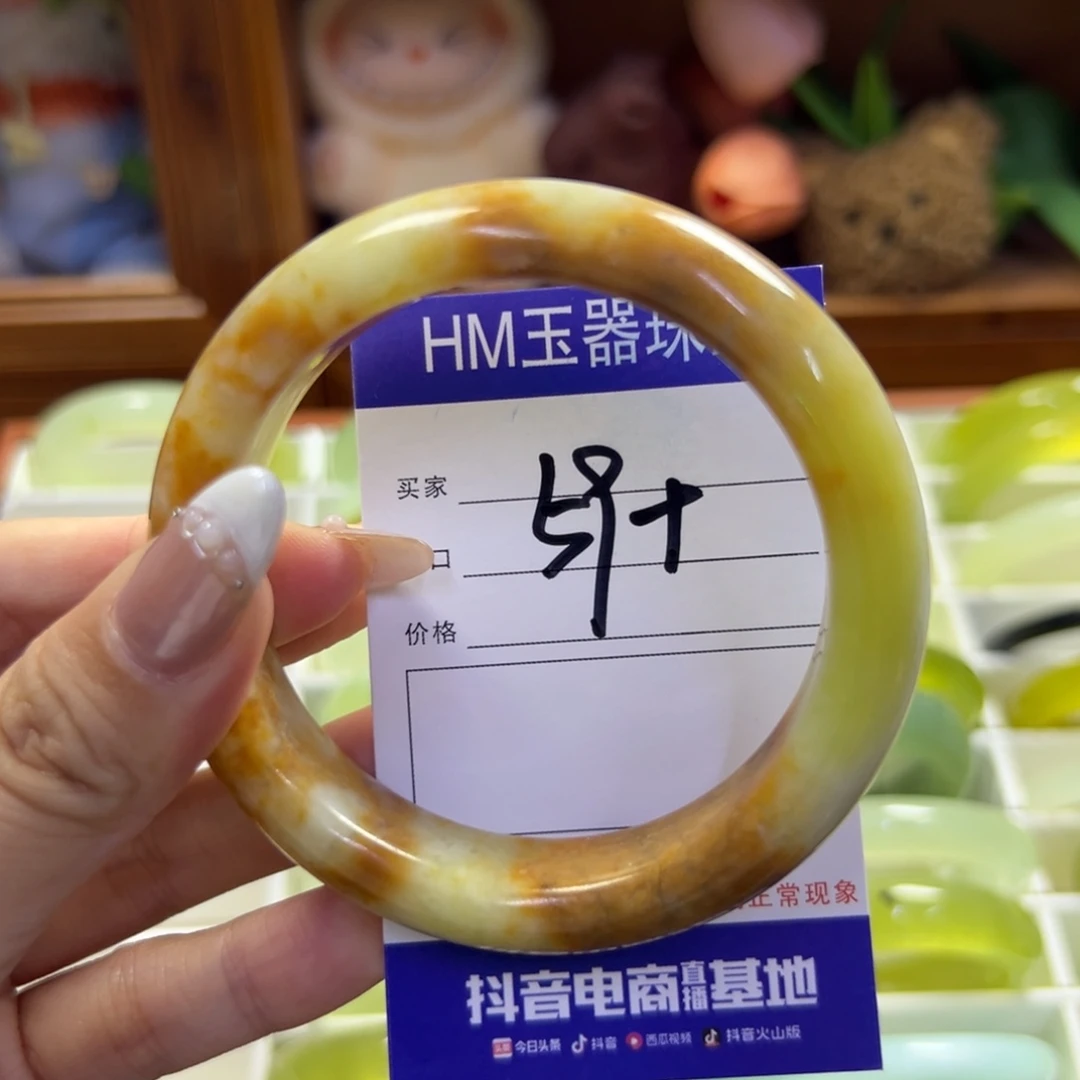 HM玉器珠
买家
口
价格
正常现象
抖音电商直播基地
今日头条 抖音 西瓜视频 抖音火山版